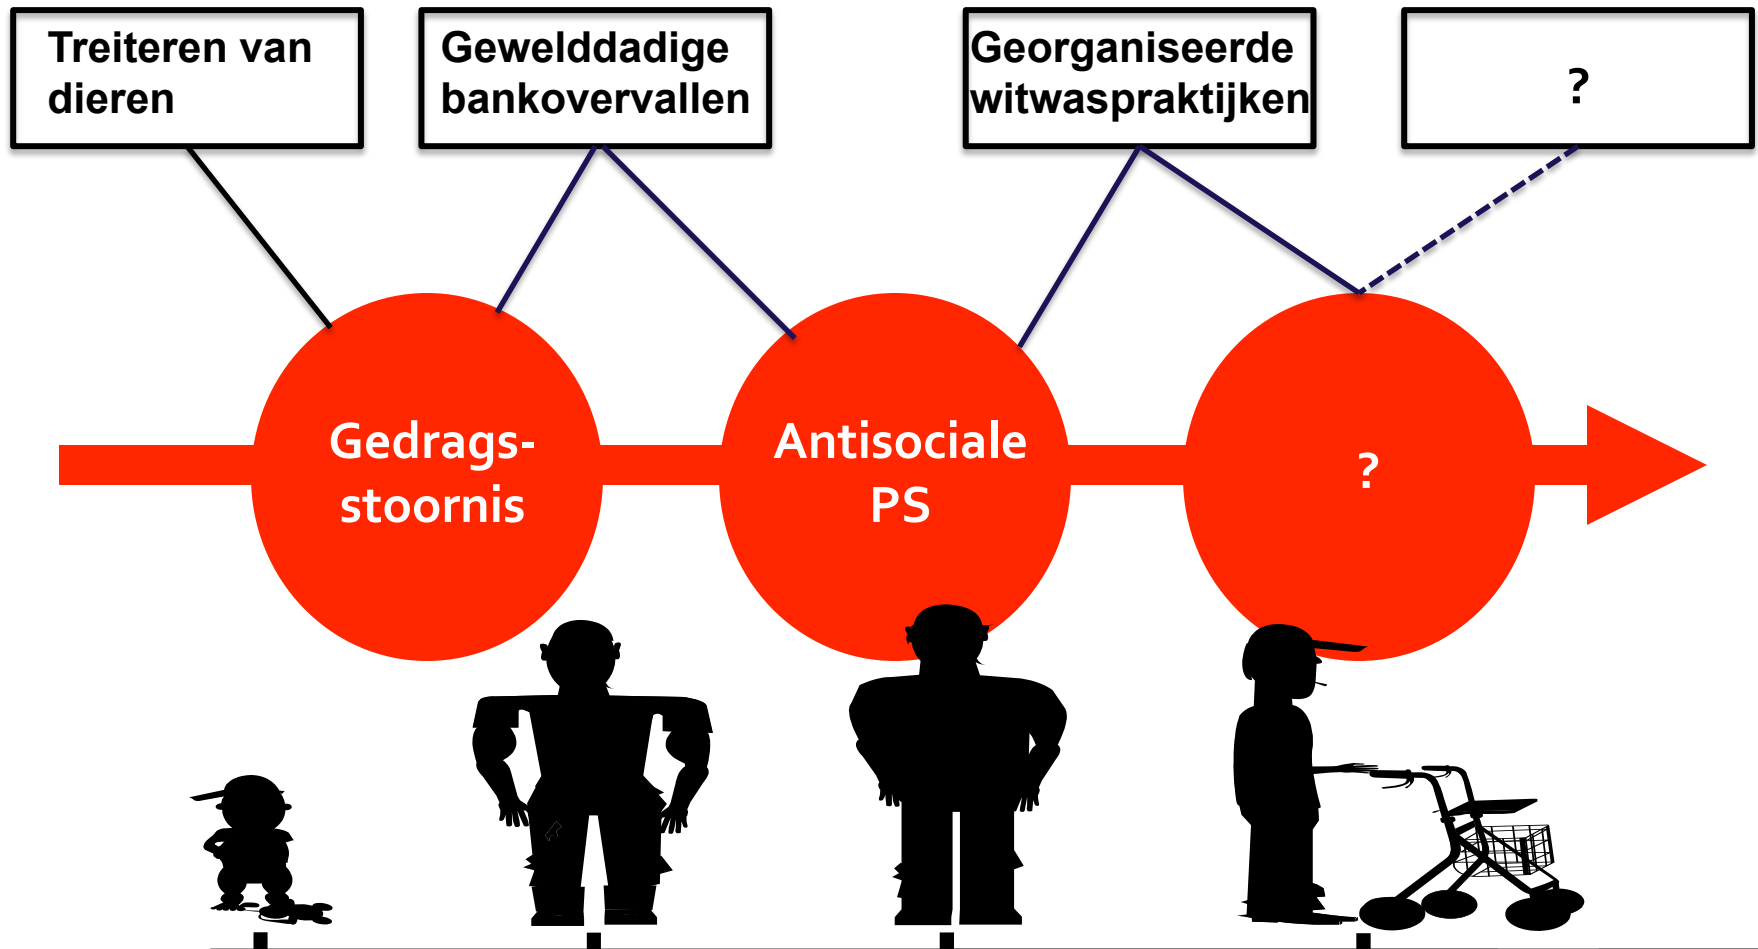 Treiteren van
dieren
Gewelddadige
bankovervallen
Georganiseerde
witwaspraktijken
?
Gedrags-
stoornis
Antisociale
PS
?